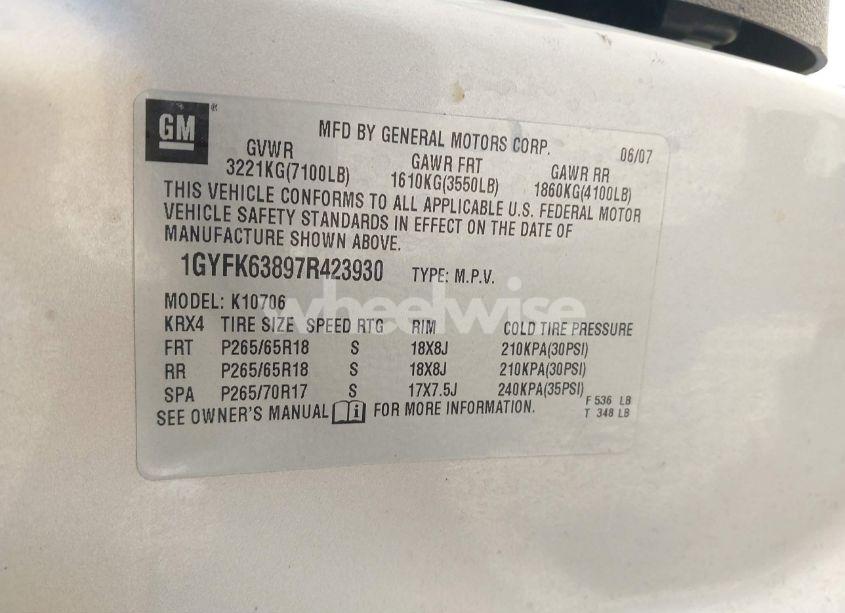 GM ®
MFD BY GENERAL MOTORS CORP. 06/07
GVWR GAWR FRT GAWR RR
3221KG(7100LB) 1610KG(3550LB) 1860KG(4100LB)
THIS VEHICLE CONFORMS TO ALL APPLICABLE U.S. FEDERAL MOTOR
VEHICLE SAFETY STANDARDS IN EFFECT ON THE DATE OF
MANUFACTURE SHOWN ABOVE.
1GYFK63897R423930 TYPE: M.P.V.
wheelwise
MODEL: K10706
KRX4 TIRE SIZE SPEED RTG RIM COLD TIRE PRESSURE
FRT P265/65R18 S 18X8J 210KPA(30PSI)
RR P265/65R18 S 18X8J 210KPA(30PSI)
SPA P265/70R17 S 17X7.5J 240KPA(35PSI)
F 536 LB
SEE OWNER'S MANUAL i FOR MORE INFORMATION. T 348 LB